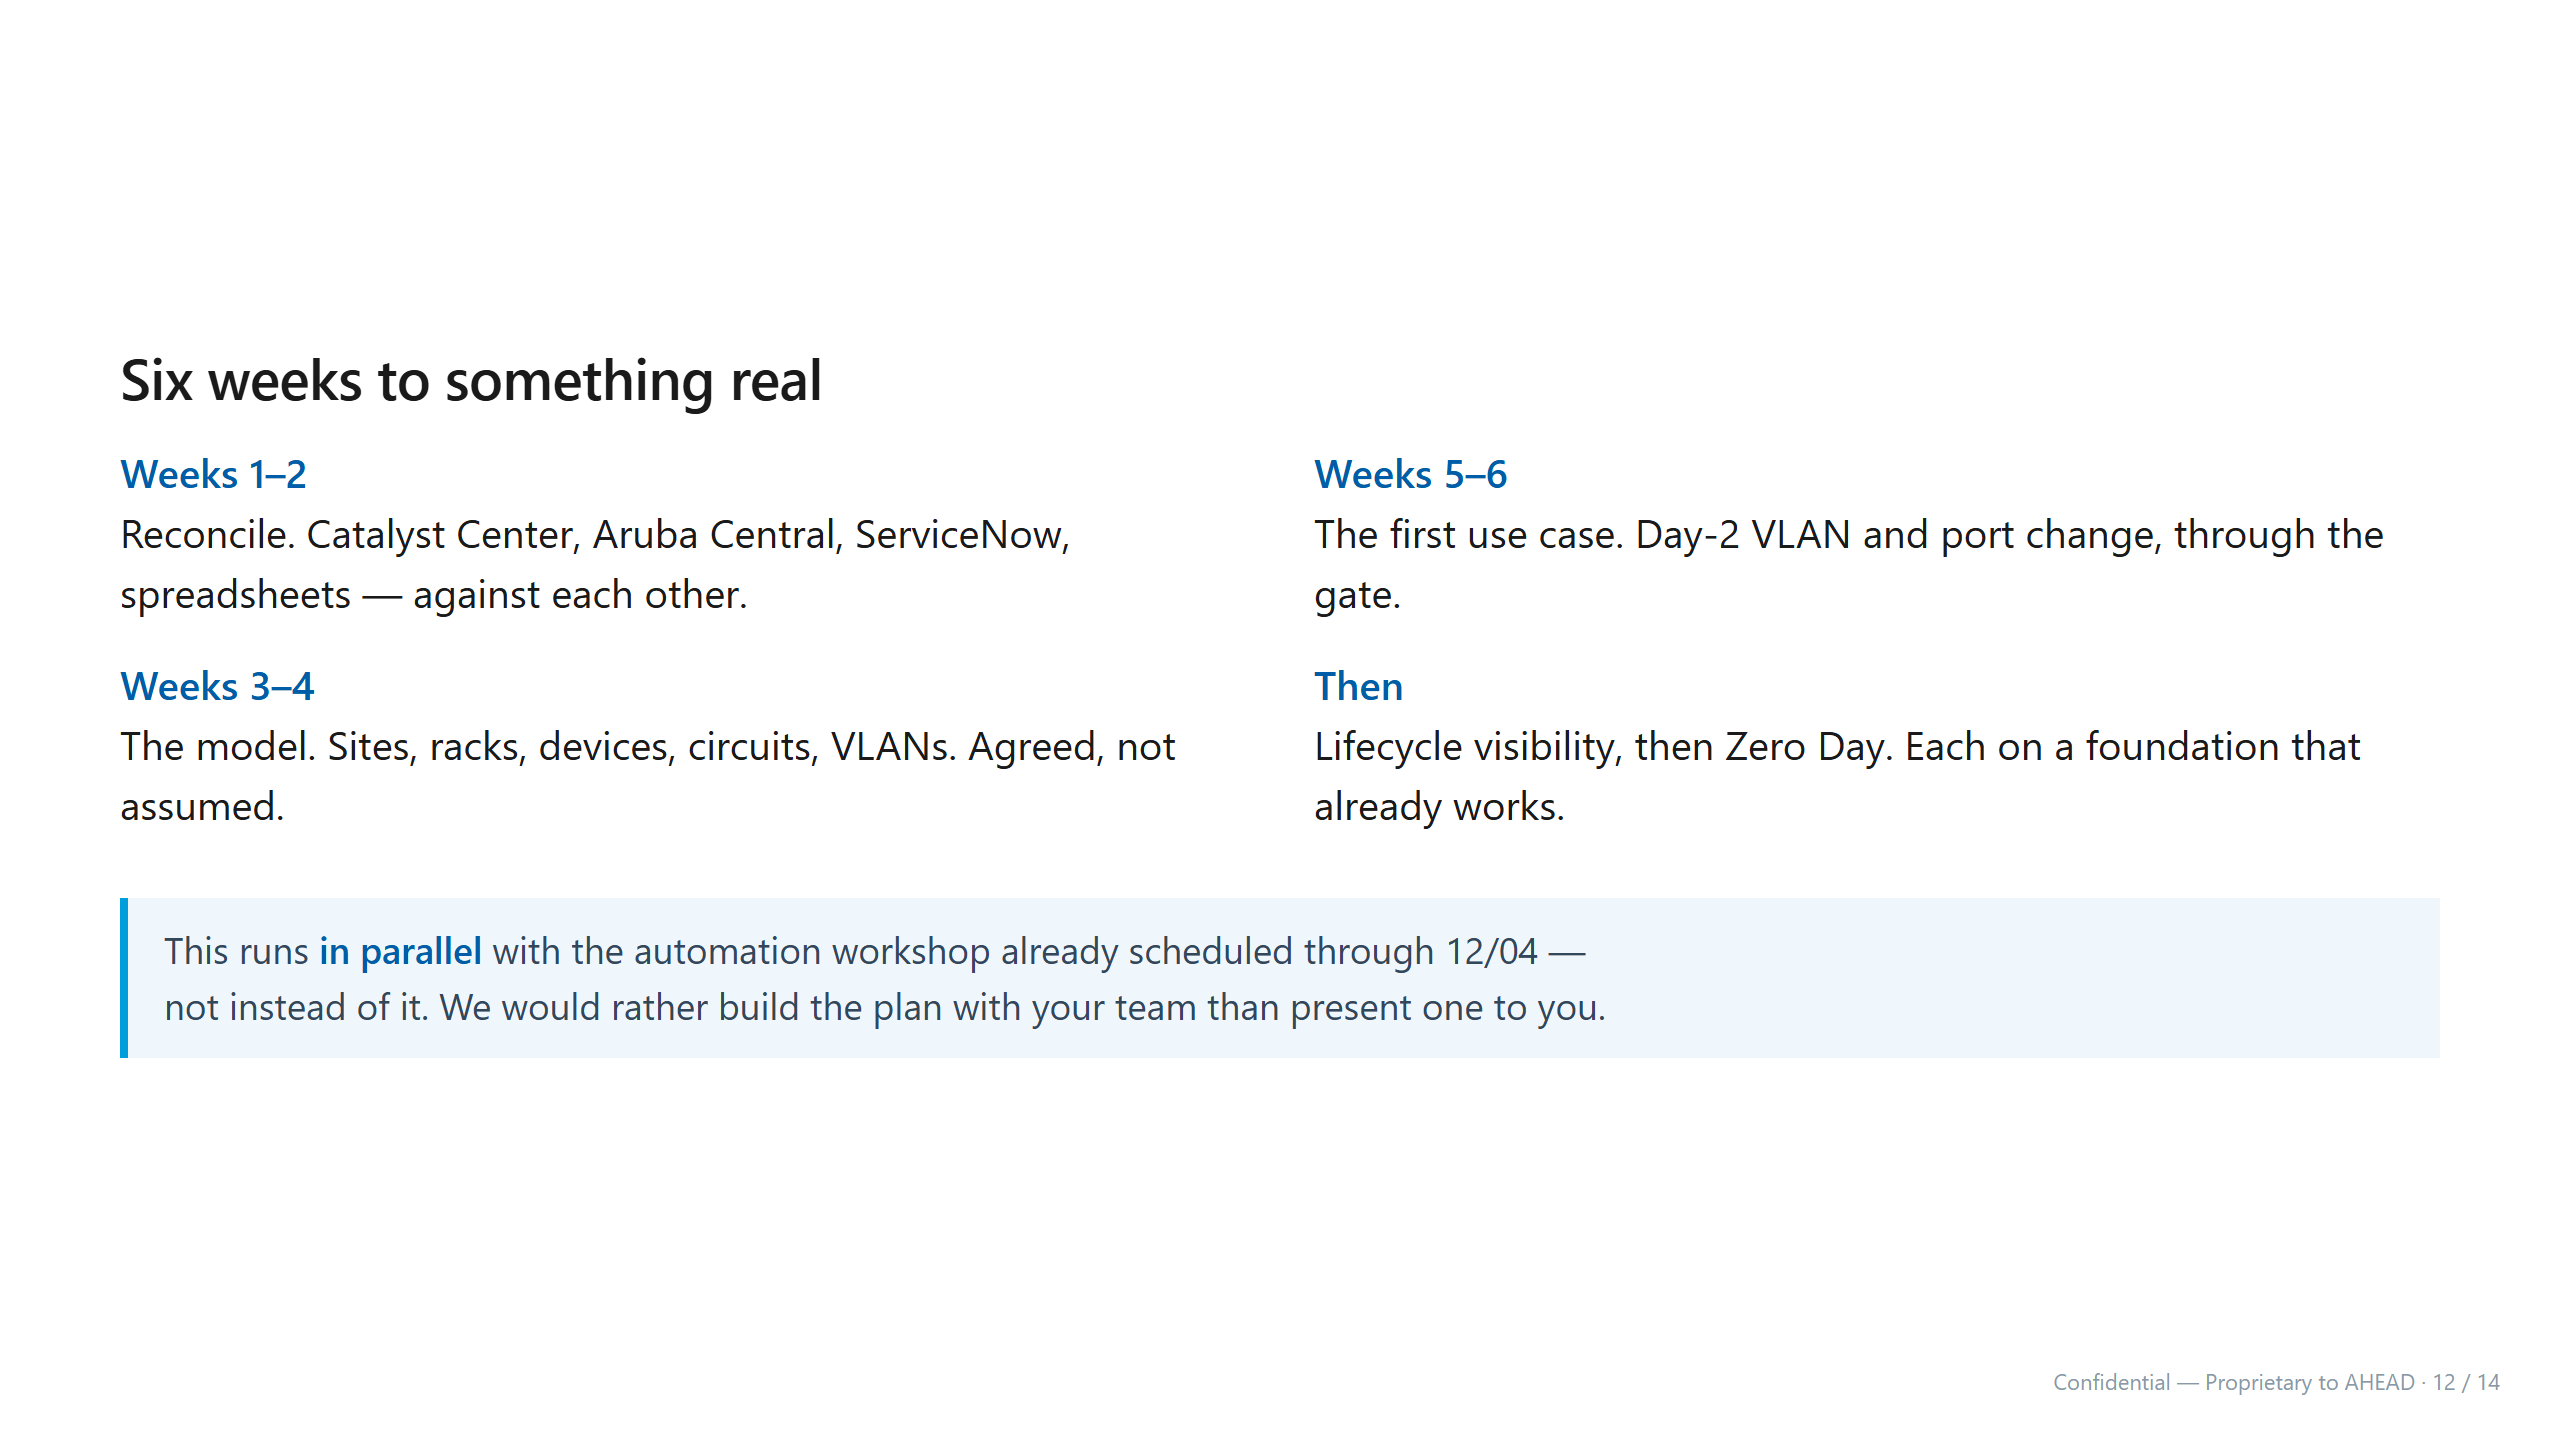 Six weeks to something real
Weeks 1–2
Reconcile. Catalyst Center, Aruba Central, ServiceNow,
spreadsheets — against each other.
Weeks 3–4
The model. Sites, racks, devices, circuits, VLANs. Agreed, not
assumed.
Weeks 5–6
The first use case. Day-2 VLAN and port change, through the
gate.
Then
Lifecycle visibility, then Zero Day. Each on a foundation that
already works.
This runs in parallel with the automation workshop already scheduled through 12/04 —
not instead of it. We would rather build the plan with your team than present one to you.
Confidential — Proprietary to AHEAD · 12 / 14